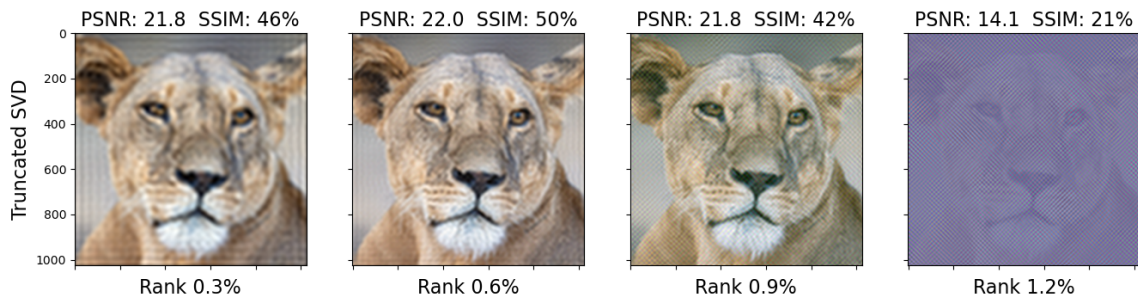 PSNR: 21.8 SSIM: 46%
PSNR: 22.0 SSIM: 50%
PSNR: 21.8 SSIM: 42%
PSNR: 14.1 SSIM: 21%
Truncated SVD
0
200
400
600
800
1000
Rank 0.3%
Rank 0.6%
Rank 0.9%
Rank 1.2%